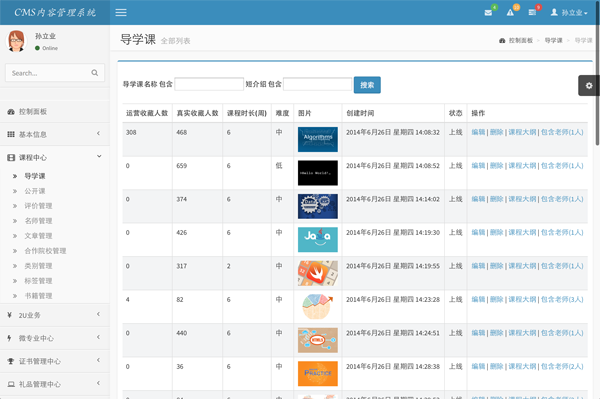 CMS内容管理系统
4
10
9
孙立业
孙立业
Online
Search...
控制面板
基本信息
课程中心
导学课
公开课
评价管理
名师管理
文章管理
合作院校管理
类别管理
标签管理
书籍管理
2U业务
微专业中心
证书管理中心
礼品管理中心
导学课 全部列表
控制面板 > 导学课 > 导学课
导学课名称 包含 短介绍 包含 搜索
运营收藏人数 真实收藏人数 课程时长(周) 难度 图片 创建时间 状态 操作
308 468 6 中 Algorithms 2014年6月26日 星期四 14:08:32 上线 编辑 | 删除 | 课程大纲 | 包含老师(1人)
0 659 6 低 Hello World!.. 2014年6月26日 星期四 14:08:52 上线 编辑 | 删除 | 课程大纲 | 包含老师(1人)
0 374 6 中 2014年6月26日 星期四 14:14:02 上线 编辑 | 删除 | 课程大纲 | 包含老师(1人)
0 426 6 中 Java 2014年6月26日 星期四 14:19:30 上线 编辑 | 删除 | 课程大纲 | 包含老师(1人)
0 317 2 中 2014年6月26日 星期四 14:19:55 上线 编辑 | 删除 | 课程大纲 | 包含老师(1人)
4 82 6 中 2014年6月26日 星期四 14:23:28 上线 编辑 | 删除 | 课程大纲 | 包含老师(3人)
0 440 6 中 2014年6月26日 星期四 14:24:51 上线 编辑 | 删除 | 课程大纲 | 包含老师(1人)
0 36 6 中 PRACTICE 2014年6月26日 星期四 14:28:38 上线 编辑 | 删除 | 课程大纲 | 包含老师(2人)